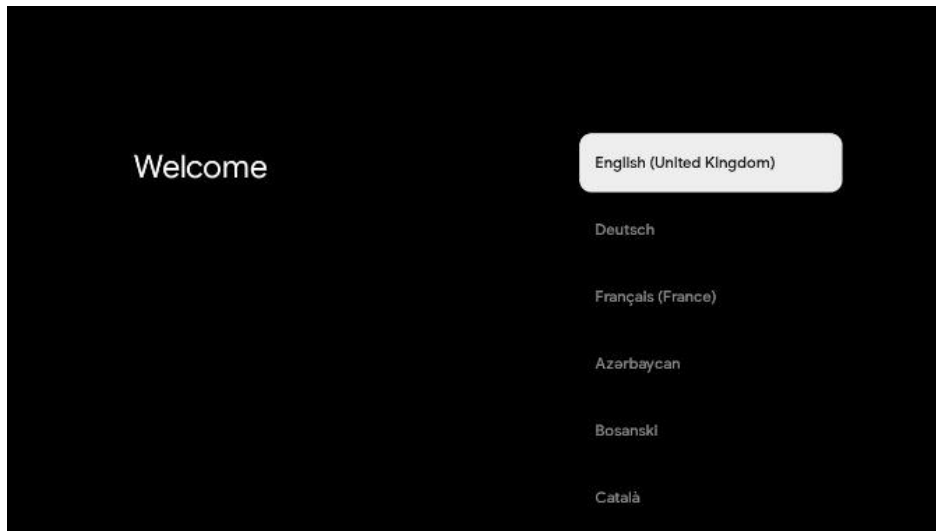 Welcome
English (United Kingdom)
Deutsch
Français (France)
Azərbaycan
Bosanski
Català